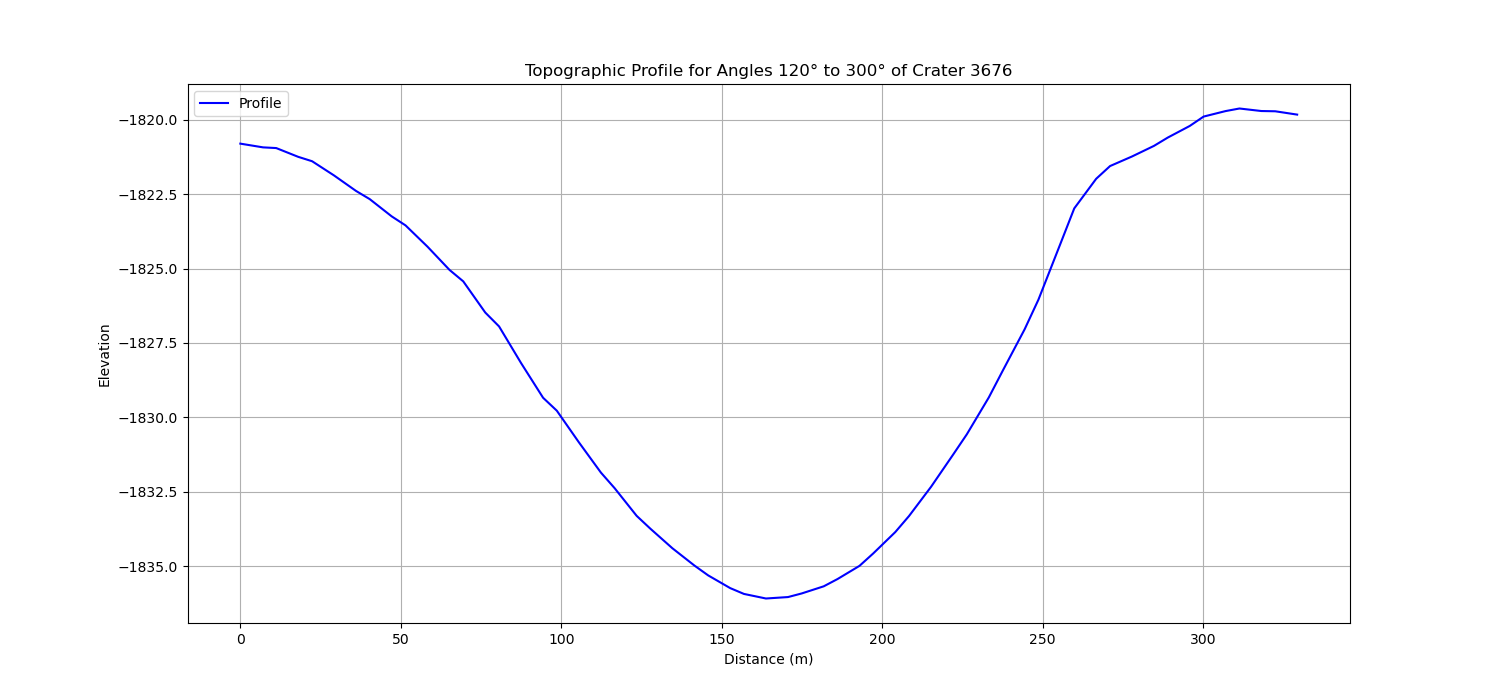 Topographic Profile for Angles 120° to 300° of Crater 3676
Profile
−1820.0
−1822.5
−1825.0
−1827.5
−1830.0
−1832.5
−1835.0
Elevation
0 50 100 150 200 250 300
Distance (m)